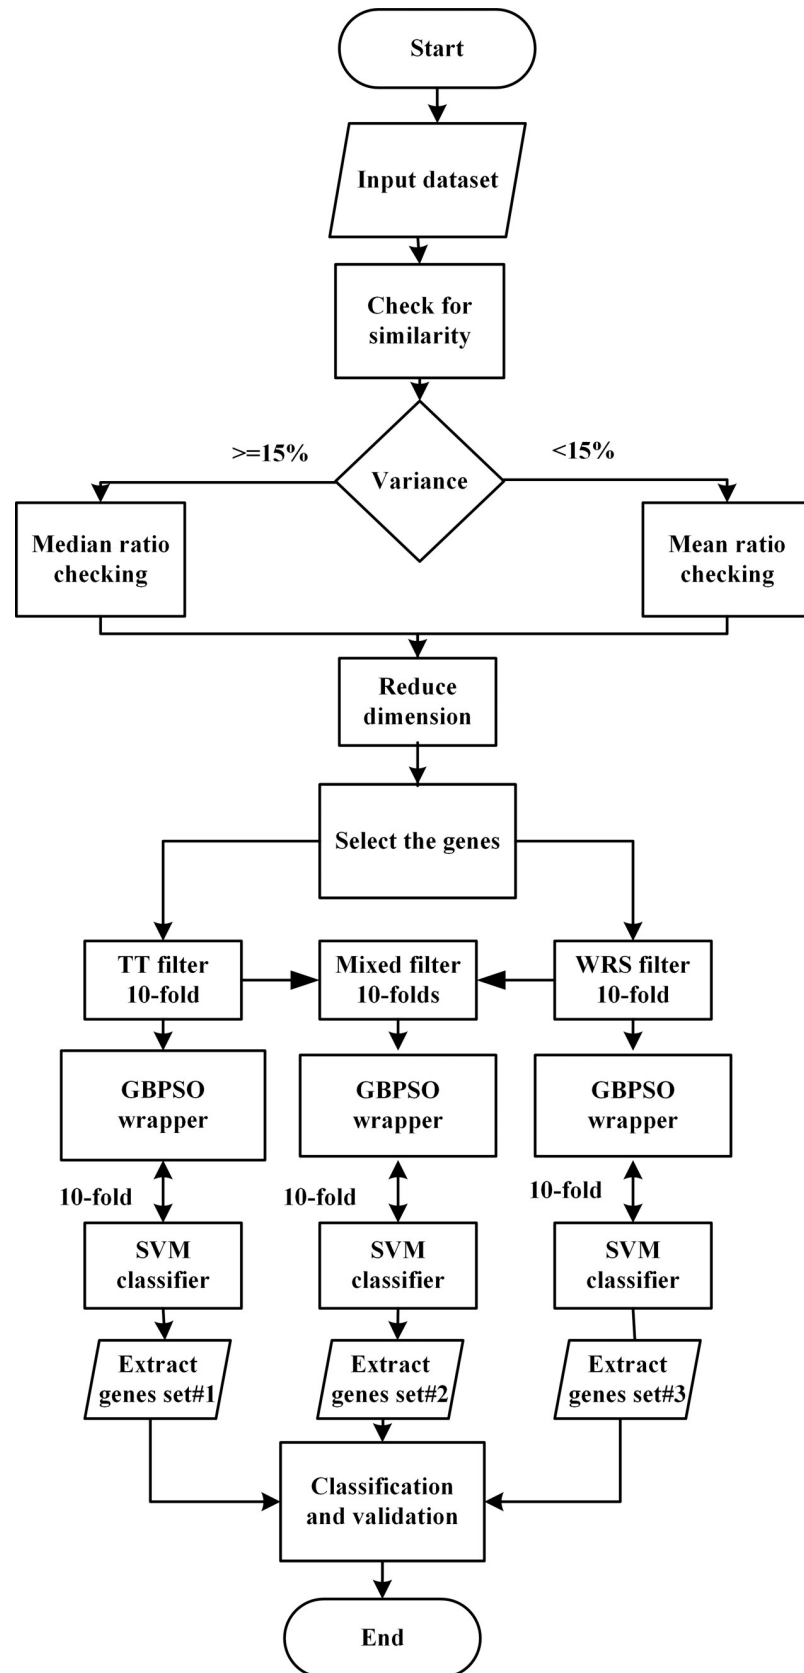 Start
Input dataset
Check for
similarity
>=15%
<15%
Variance
Median ratio
checking
Mean ratio
checking
Reduce
dimension
Select the genes
TT filter
10-fold
Mixed filter
10-folds
WRS filter
10-fold
GBPSO
wrapper
GBPSO
wrapper
GBPSO
wrapper
10-fold
10-fold
10-fold
SVM
classifier
SVM
classifier
SVM
classifier
Extract
genes set#1
Extract
genes set#2
Extract
genes set#3
Classification
and validation
End